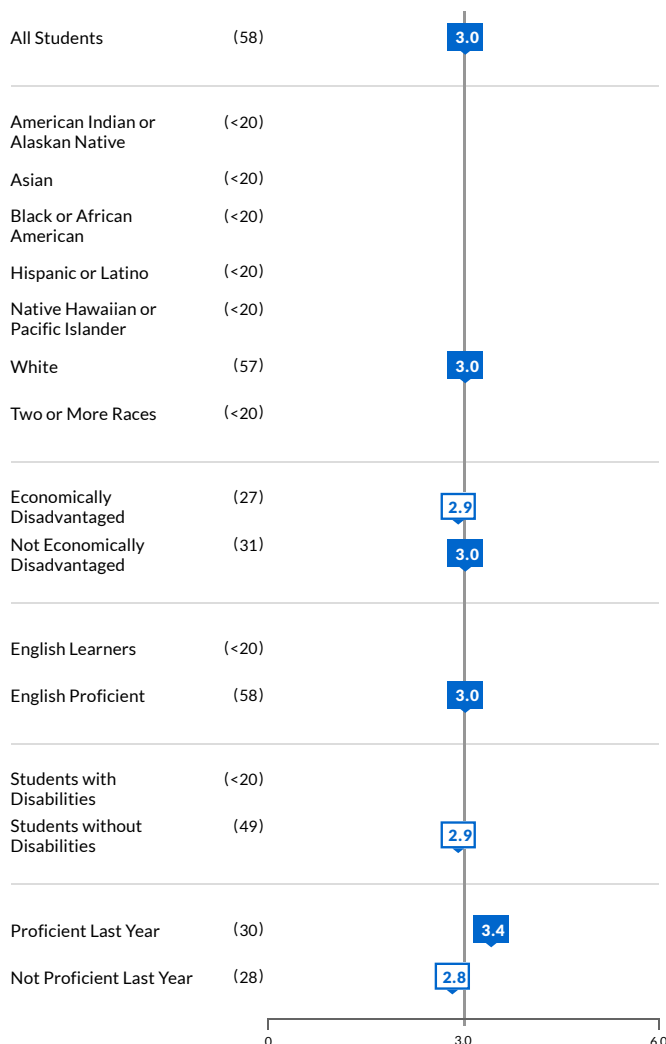 All Students (58) 3.0
American Indian or (<20)
Alaskan Native
Asian (<20)
Black or African (<20)
American
Hispanic or Latino (<20)
Native Hawaiian or (<20)
Pacific Islander
White (57) 3.0
Two or More Races (<20)
Economically (27) 2.9
Disadvantaged
Not Economically (31) 3.0
Disadvantaged
English Learners (<20)
English Proficient (58) 3.0
Students with (<20)
Disabilities
Students without (49) 2.9
Disabilities
Proficient Last Year (30) 3.4
Not Proficient Last Year (28) 2.8
0 3.0 6.0